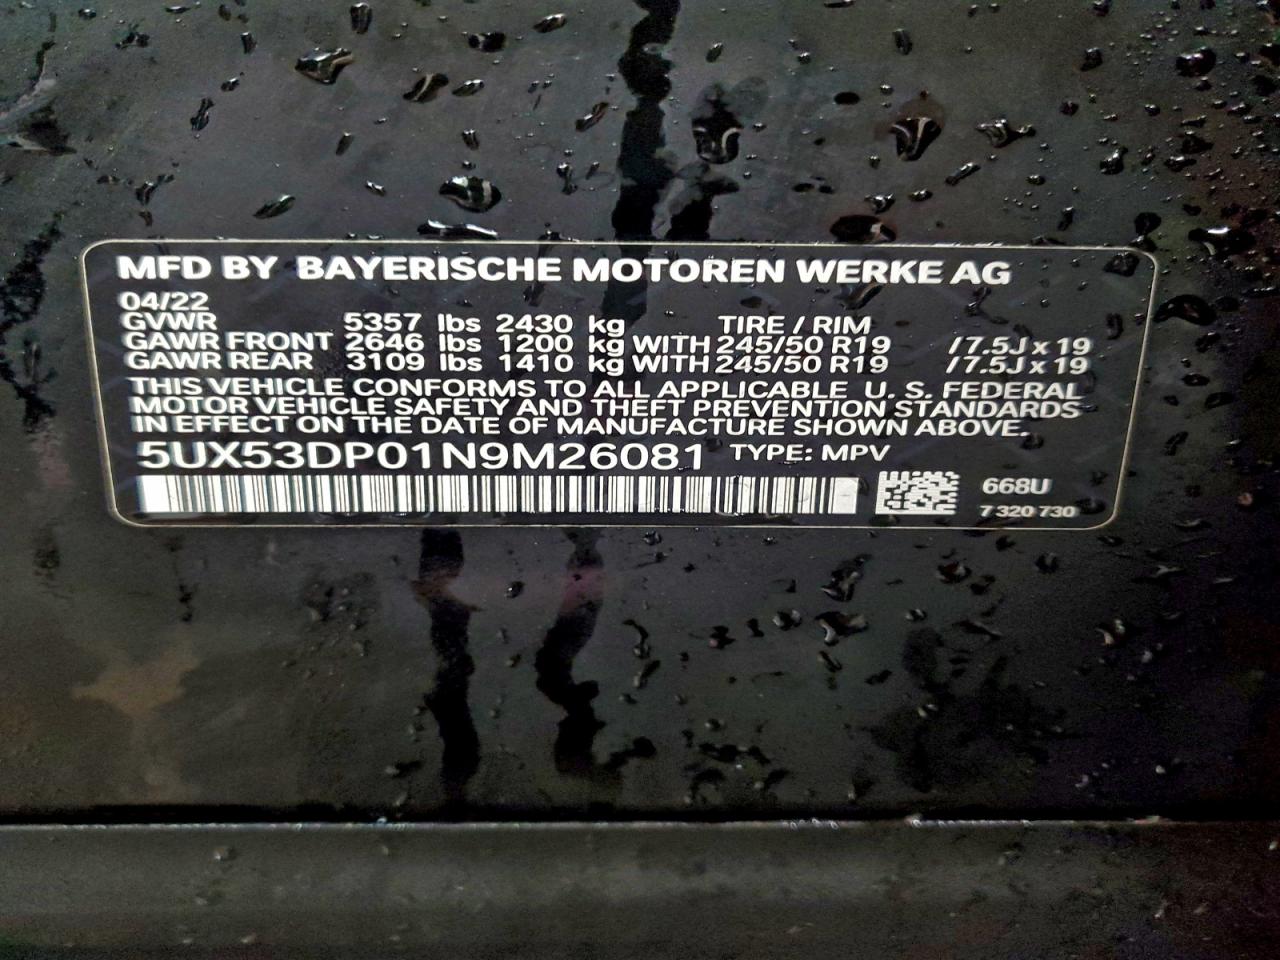 MFD BY BAYERISCHE MOTOREN WERKE AG
04/22
GVWR 5357 lbs 2430 kg TIRE / RIM
GAWR FRONT 2646 lbs 1200 kg WITH 245/50 R19 /7.5J x 19
GAWR REAR 3109 lbs 1410 kg WITH 245/50 R19 /7.5J x 19
THIS VEHICLE CONFORMS TO ALL APPLICABLE U. S. FEDERAL
MOTOR VEHICLE SAFETY AND THEFT PREVENTION STANDARDS
IN EFFECT ON THE DATE OF MANUFACTURE SHOWN ABOVE.
5UX53DP01N9M26081 TYPE: MPV
668U
7 320 730